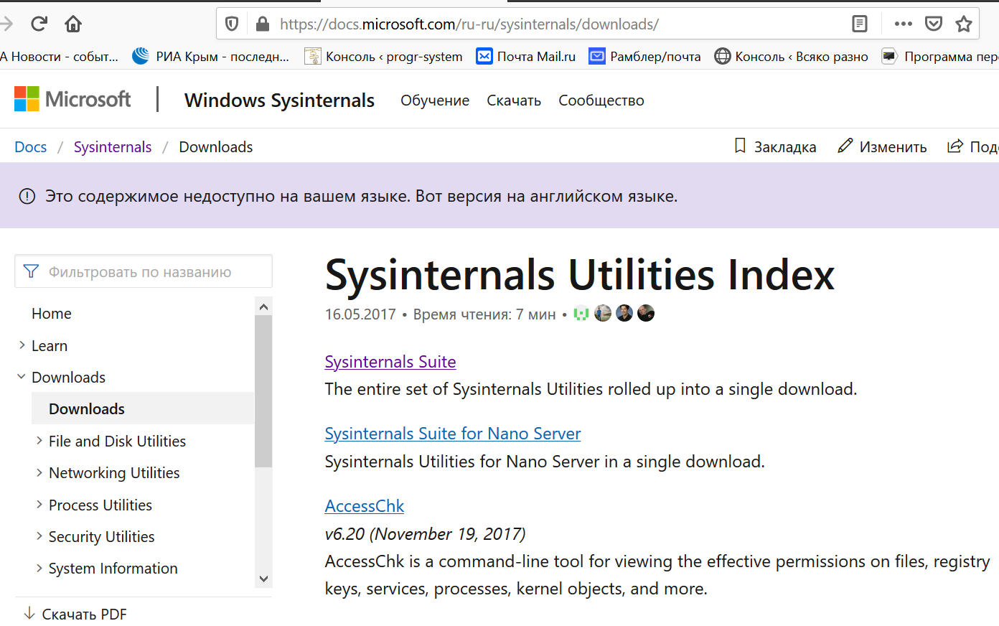 https://docs.microsoft.com/ru-ru/sysinternals/downloads/
А Новости - событ... РИА Крым - последн... Консоль ‹ progr-system Почта Mail.ru Рамблер/почта Консоль ‹ Всяко разно Программа пер
Microsoft Windows Sysinternals Обучение Скачать Сообщество
Docs / Sysinternals / Downloads Закладка Изменить Под
Это содержимое недоступно на вашем языке. Вот версия на английском языке.
Фильтровать по названию
Home
Learn
Downloads
Downloads
File and Disk Utilities
Networking Utilities
Process Utilities
Security Utilities
System Information
Скачать PDF
Sysinternals Utilities Index
16.05.2017 • Время чтения: 7 мин •
Sysinternals Suite
The entire set of Sysinternals Utilities rolled up into a single download.
Sysinternals Suite for Nano Server
Sysinternals Utilities for Nano Server in a single download.
AccessChk
v6.20 (November 19, 2017)
AccessChk is a command-line tool for viewing the effective permissions on files, registry
keys, services, processes, kernel objects, and more.